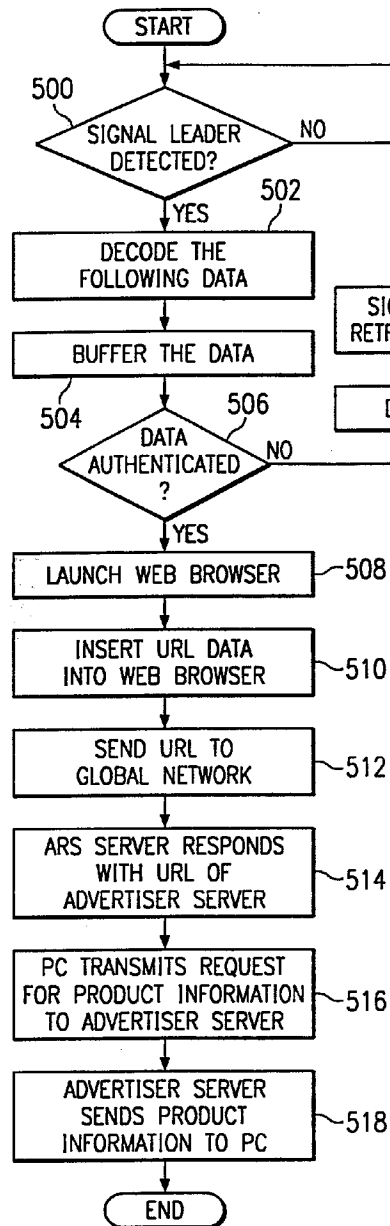 START
500
SIGNAL LEADER
DETECTED?
NO
YES
502
DECODE THE
FOLLOWING DATA
BUFFER THE DATA
504
506
DATA
AUTHENTICATED
?
NO
YES
LAUNCH WEB BROWSER
508
INSERT URL DATA
INTO WEB BROWSER
510
SEND URL TO
GLOBAL NETWORK
512
ARS SERVER RESPONDS
WITH URL OF
ADVERTISER SERVER
514
PC TRANSMITS REQUEST
FOR PRODUCT INFORMATION
TO ADVERTISER SERVER
516
ADVERTISER SERVER
SENDS PRODUCT
INFORMATION TO PC
518
END